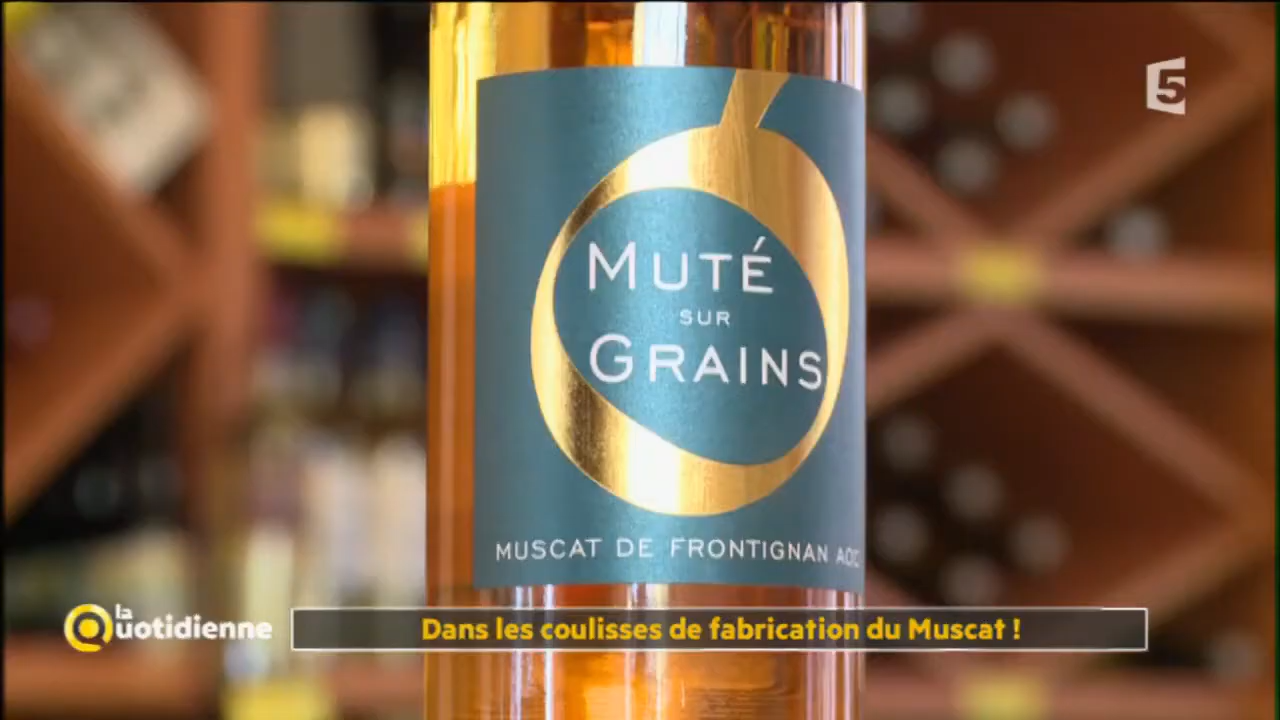 5
MUTÉ
SUR
GRAINS
MUSCAT DE FRONTIGNAN AOC
la Quotidienne
Dans les coulisses de fabrication du Muscat !